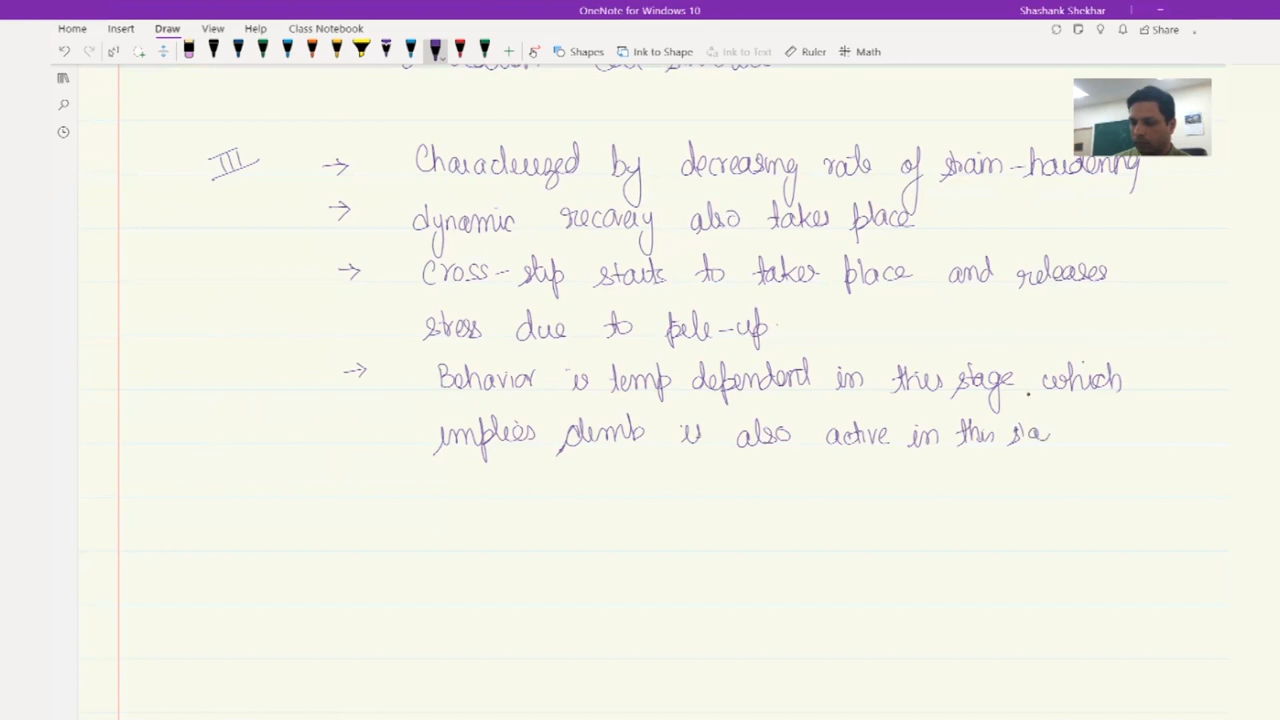 OneNote for Windows 10
Shashank Shekhar
Home Insert Draw View Help Class Notebook
Share
Shapes Ink to Shape Ink to Text Ruler Math
III → Characterized by decreasing rate of strain-hardening
→ dynamic recovery also takes place
→ Cross-slip starts to takes place and releases
stress due to pile-up
→ Behavior is temp dependent in this stage. which
implies climb is also active in this sta